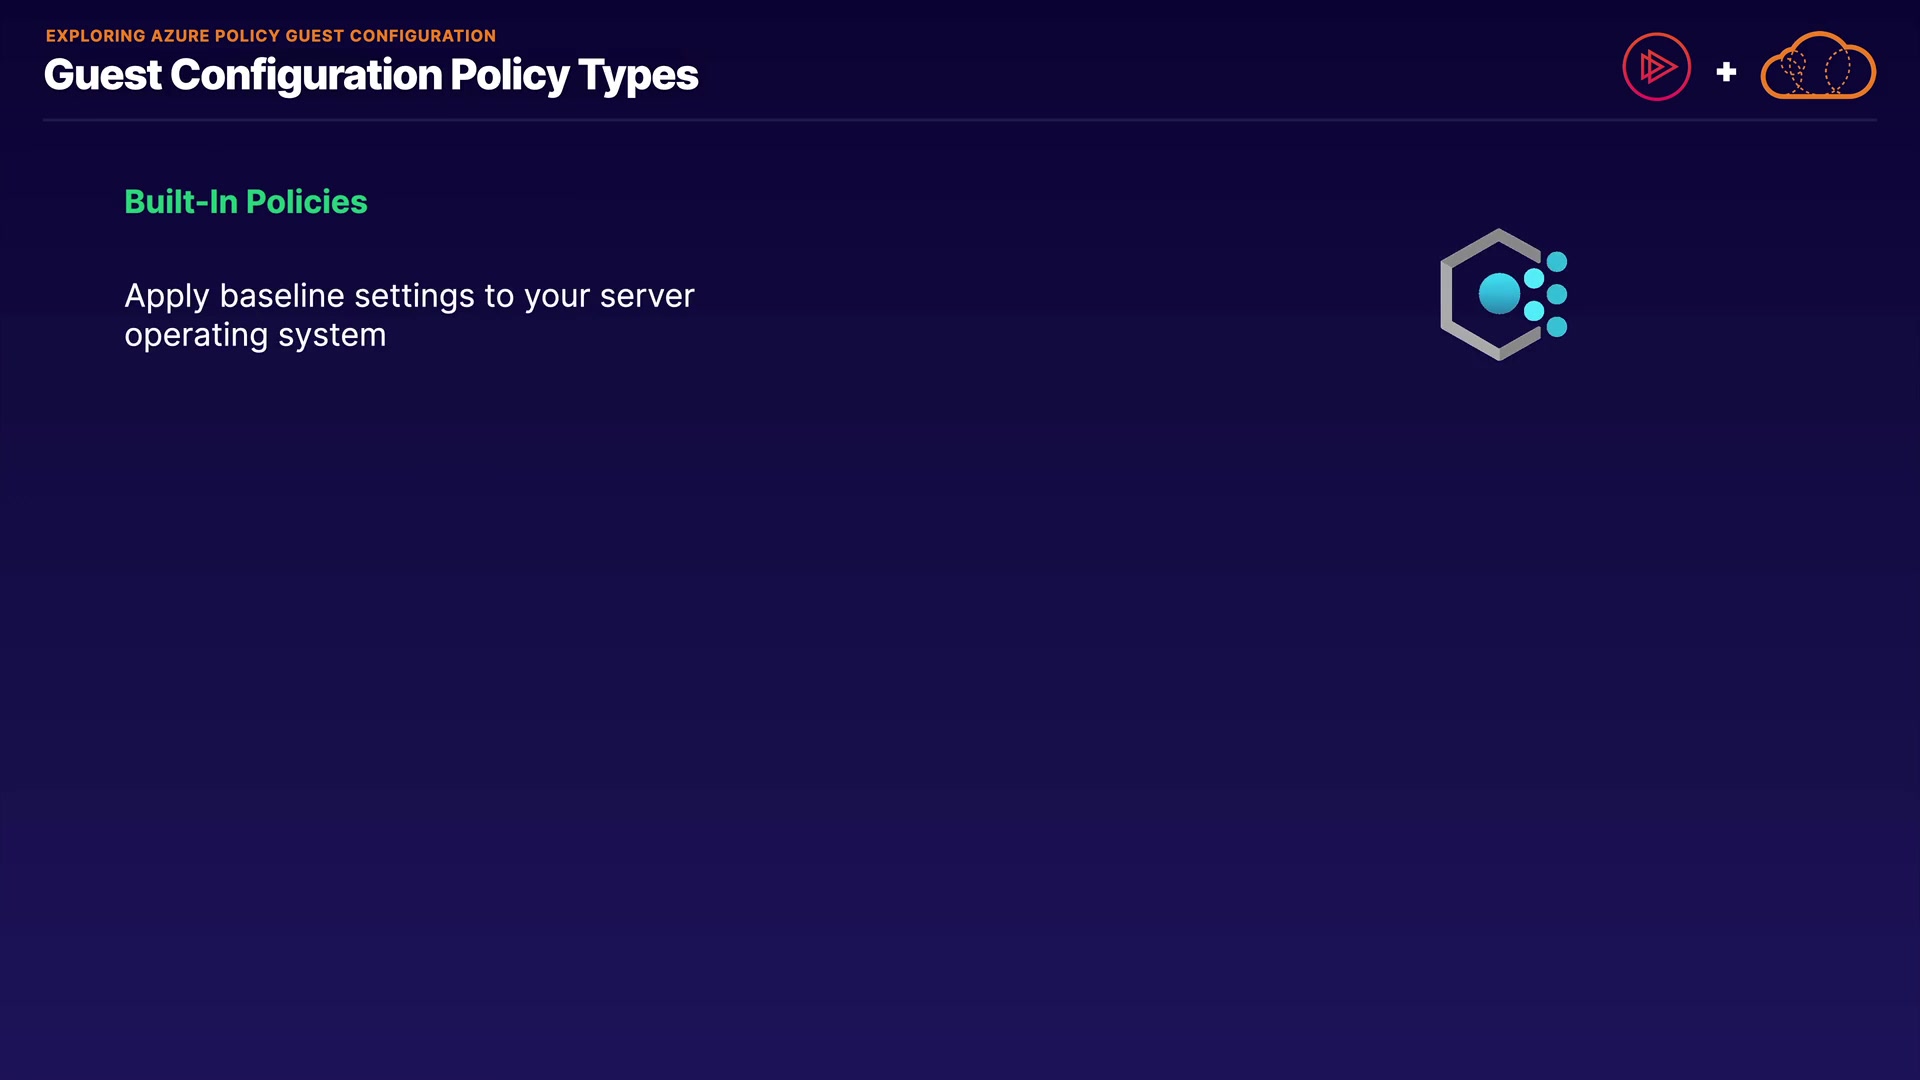 EXPLORING AZURE POLICY GUEST CONFIGURATION
Guest Configuration Policy Types
+
Built-In Policies
Apply baseline settings to your server
operating system